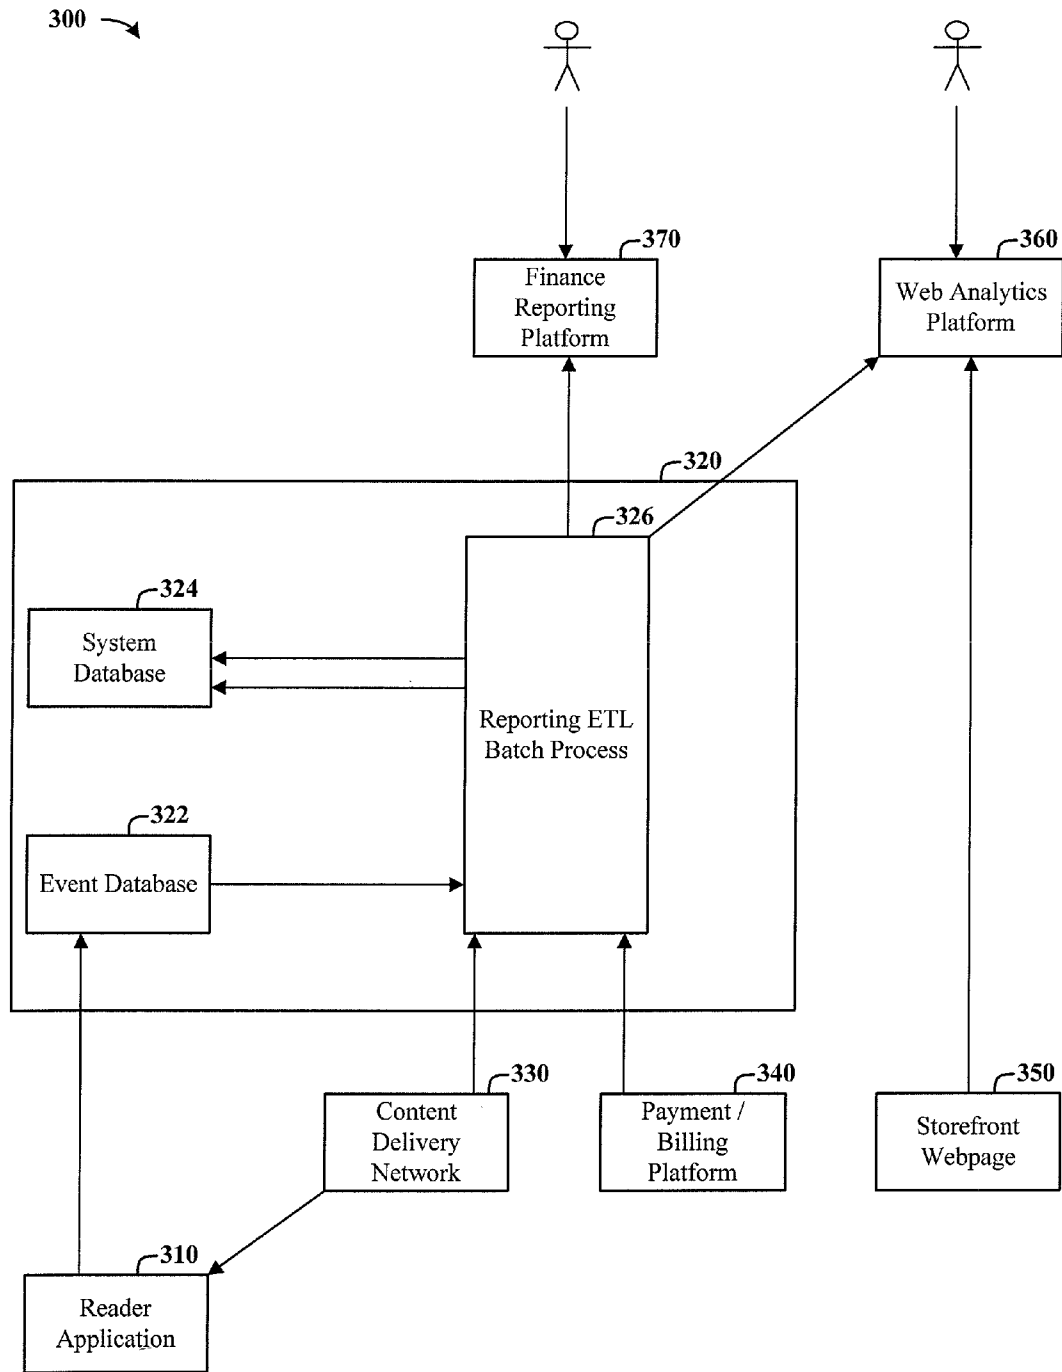 300
370
360
Finance
Reporting
Platform
Web Analytics
Platform
320
326
324
System
Database
Reporting ETL
Batch Process
322
Event Database
330
340
350
Content
Delivery
Network
Payment /
Billing
Platform
Storefront
Webpage
310
Reader
Application